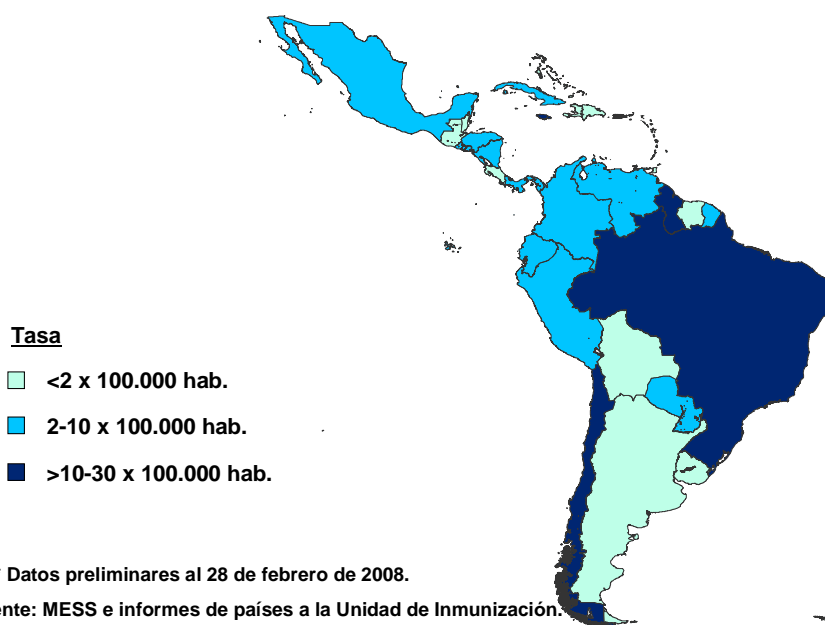 Tasa
<2 x 100.000 hab.
2-10 x 100.000 hab.
>10-30 x 100.000 hab.
* Datos preliminares al 28 de febrero de 2008.
ente: MESS e informes de países a la Unidad de Inmunización.